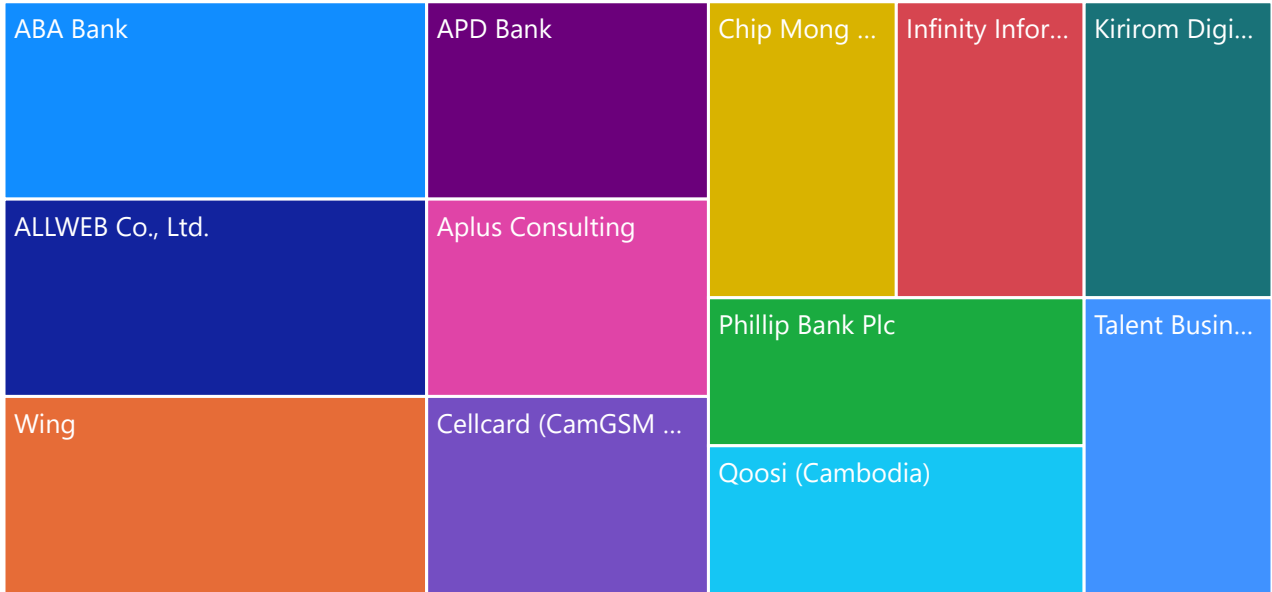 ABA Bank
APD Bank
Chip Mong ...
Infinity Infor...
Kirirom Digi...
ALLWEB Co., Ltd.
Aplus Consulting
Phillip Bank Plc
Talent Busin...
Wing
Cellcard (CamGSM ...
Qoosi (Cambodia)